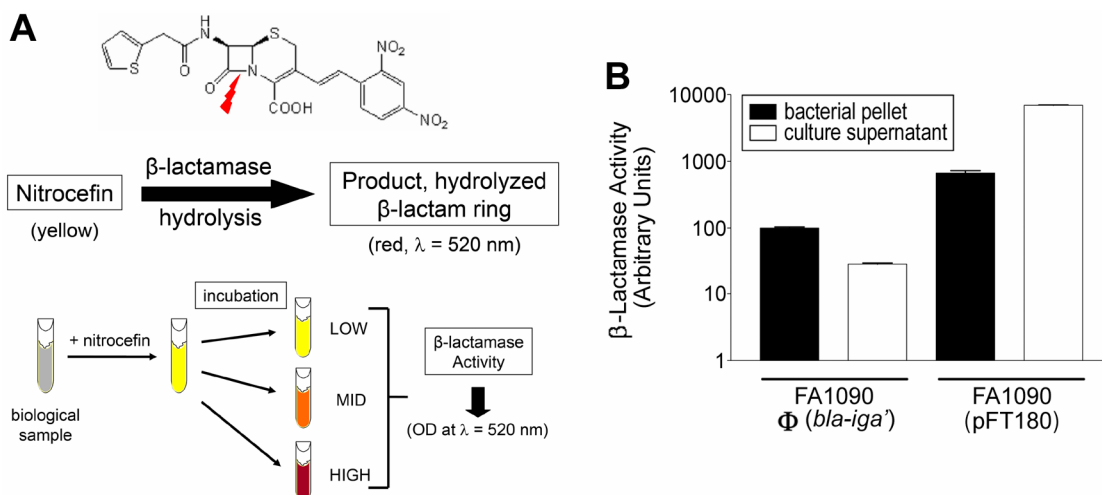 A
H
N
S
NO₂
O
S
O
N
COOH
NO₂
β-lactamase
Nitrocefin
hydrolysis
Product, hydrolyzed
β-lactam ring
(yellow)
(red, λ = 520 nm)
incubation
+ nitrocefin
LOW
MID
HIGH
β-lactamase
Activity
(OD at λ = 520 nm)
biological
sample
B
β-Lactamase Activity
(Arbitrary Units)
10000
1000
100
10
1
bacterial pellet
culture supernatant
FA1090
Φ (bla-iga’)
FA1090
(pFT180)